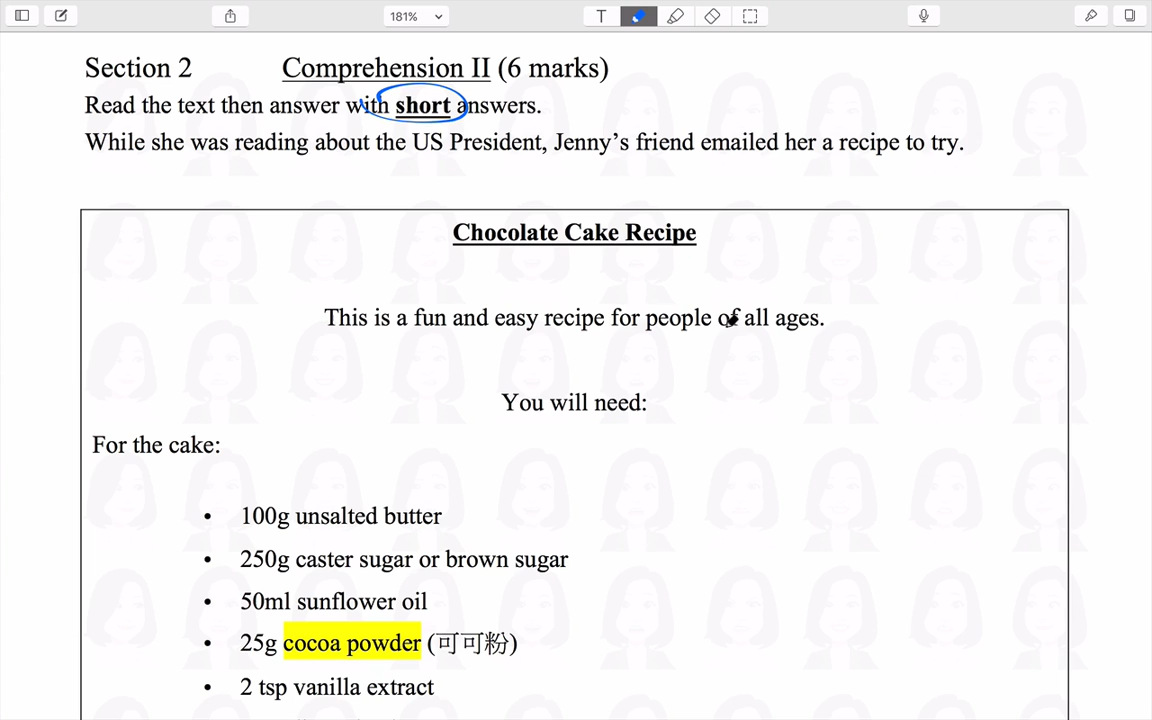 181%
T
Section 2 Comprehension II (6 marks)
Read the text then answer with short answers.
While she was reading about the US President, Jenny’s friend emailed her a recipe to try.
Chocolate Cake Recipe
This is a fun and easy recipe for people of all ages.
You will need:
For the cake:
• 100g unsalted butter
• 250g caster sugar or brown sugar
• 50ml sunflower oil
• 25g cocoa powder (可可粉)
• 2 tsp vanilla extract